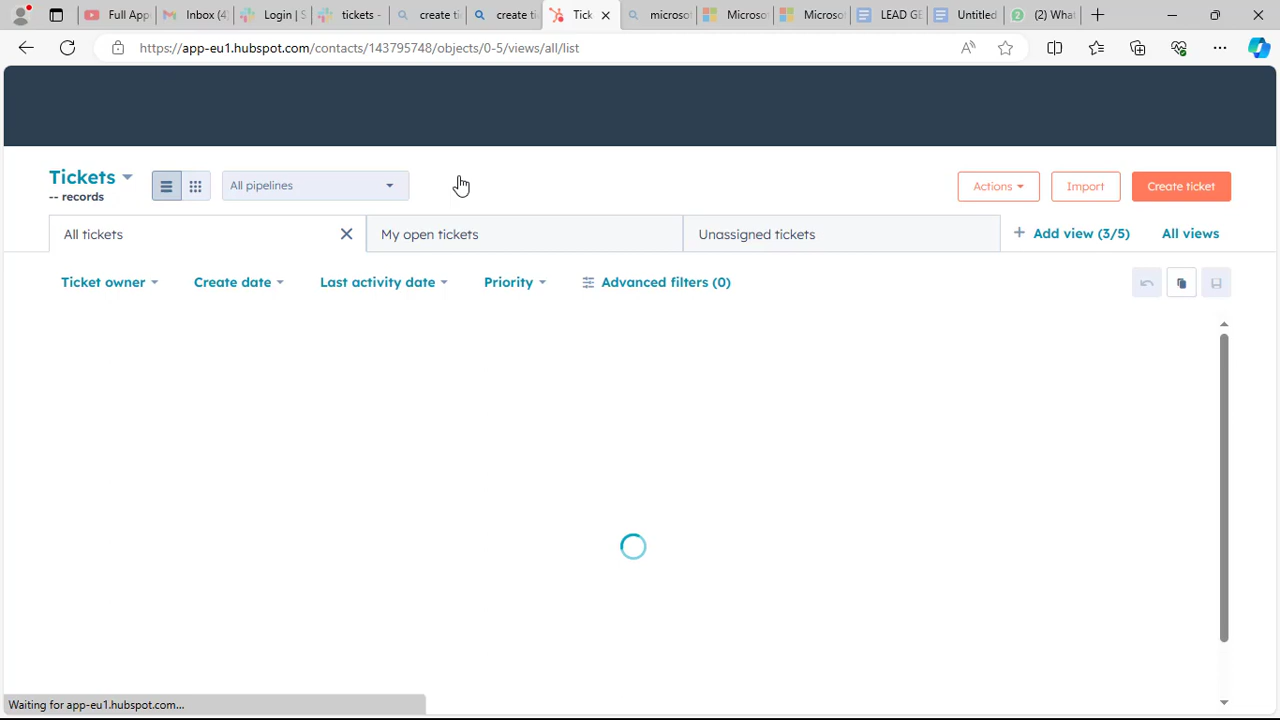 Full App
Inbox (4
Login | S
tickets -
create ti
create ti
Tick
microsof
Microso
Microso
LEAD GE
Untitled
(2) What
https://app-eu1.hubspot.com/contacts/143795748/objects/0-5/views/all/list
Tickets
-- records
All pipelines
Actions
Import
Create ticket
All tickets
My open tickets
Unassigned tickets
+ Add view (3/5)
All views
Ticket owner
Create date
Last activity date
Priority
Advanced filters (0)
Waiting for app-eu1.hubspot.com...